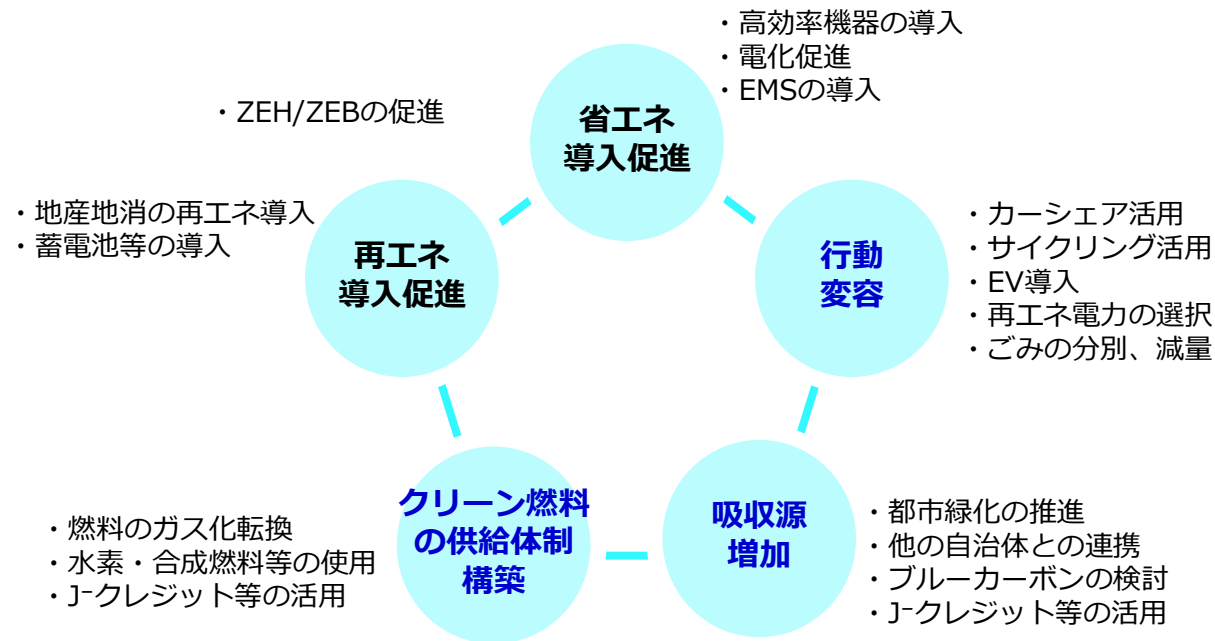 ・高効率機器の導入
・電化促進
・EMSの導入
・ZEH/ZEBの促進
省エネ
導入促進
・地産地消の再エネ導入
・蓄電池等の導入
再エネ
導入促進
行動
変容
・カーシェア活用
・サイクリング活用
・EV導入
・再エネ電力の選択
・ごみの分別、減量
クリーン燃料
の供給体制
構築
・燃料のガス化転換
・水素・合成燃料等の使用
・J-クレジット等の活用
吸収源
増加
・都市緑化の推進
・他の自治体との連携
・ブルーカーボンの検討
・J-クレジット等の活用